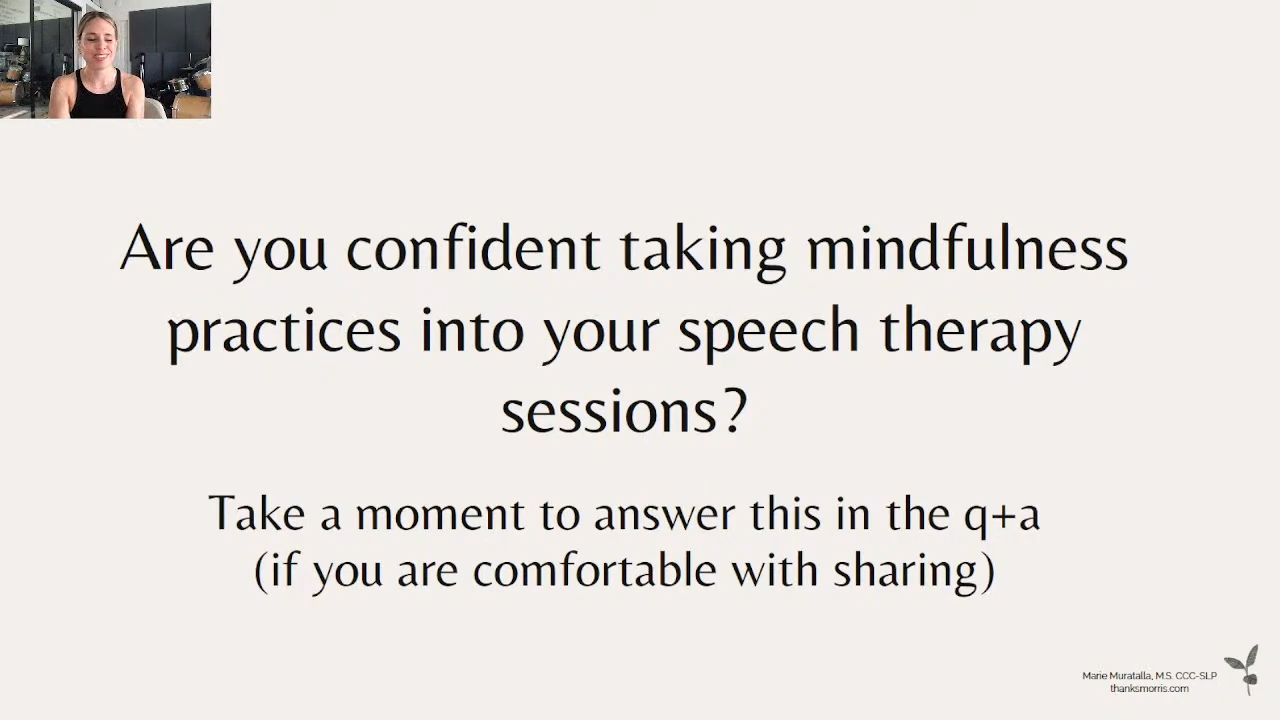 Are you confident taking mindfulness
practices into your speech therapy
sessions?
Take a moment to answer this in the q+a
(if you are comfortable with sharing)
Marie Muratalla, M.S. CCC-SLP
thanksmorris.com